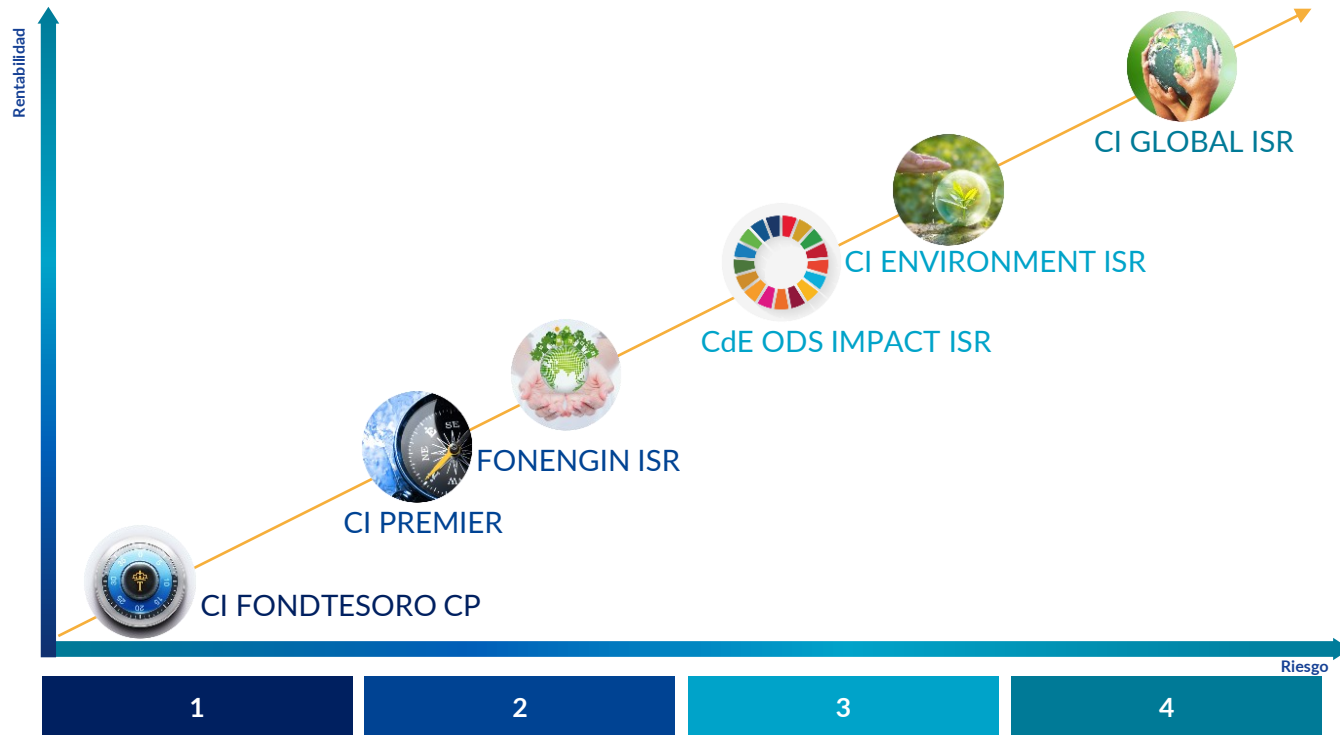 Rentabilidad
CI GLOBAL ISR
CI ENVIRONMENT ISR
CdE ODS IMPACT ISR
FONENGIN ISR
CI PREMIER
CI FONDTESORO CP
Riesgo
1
2
3
4